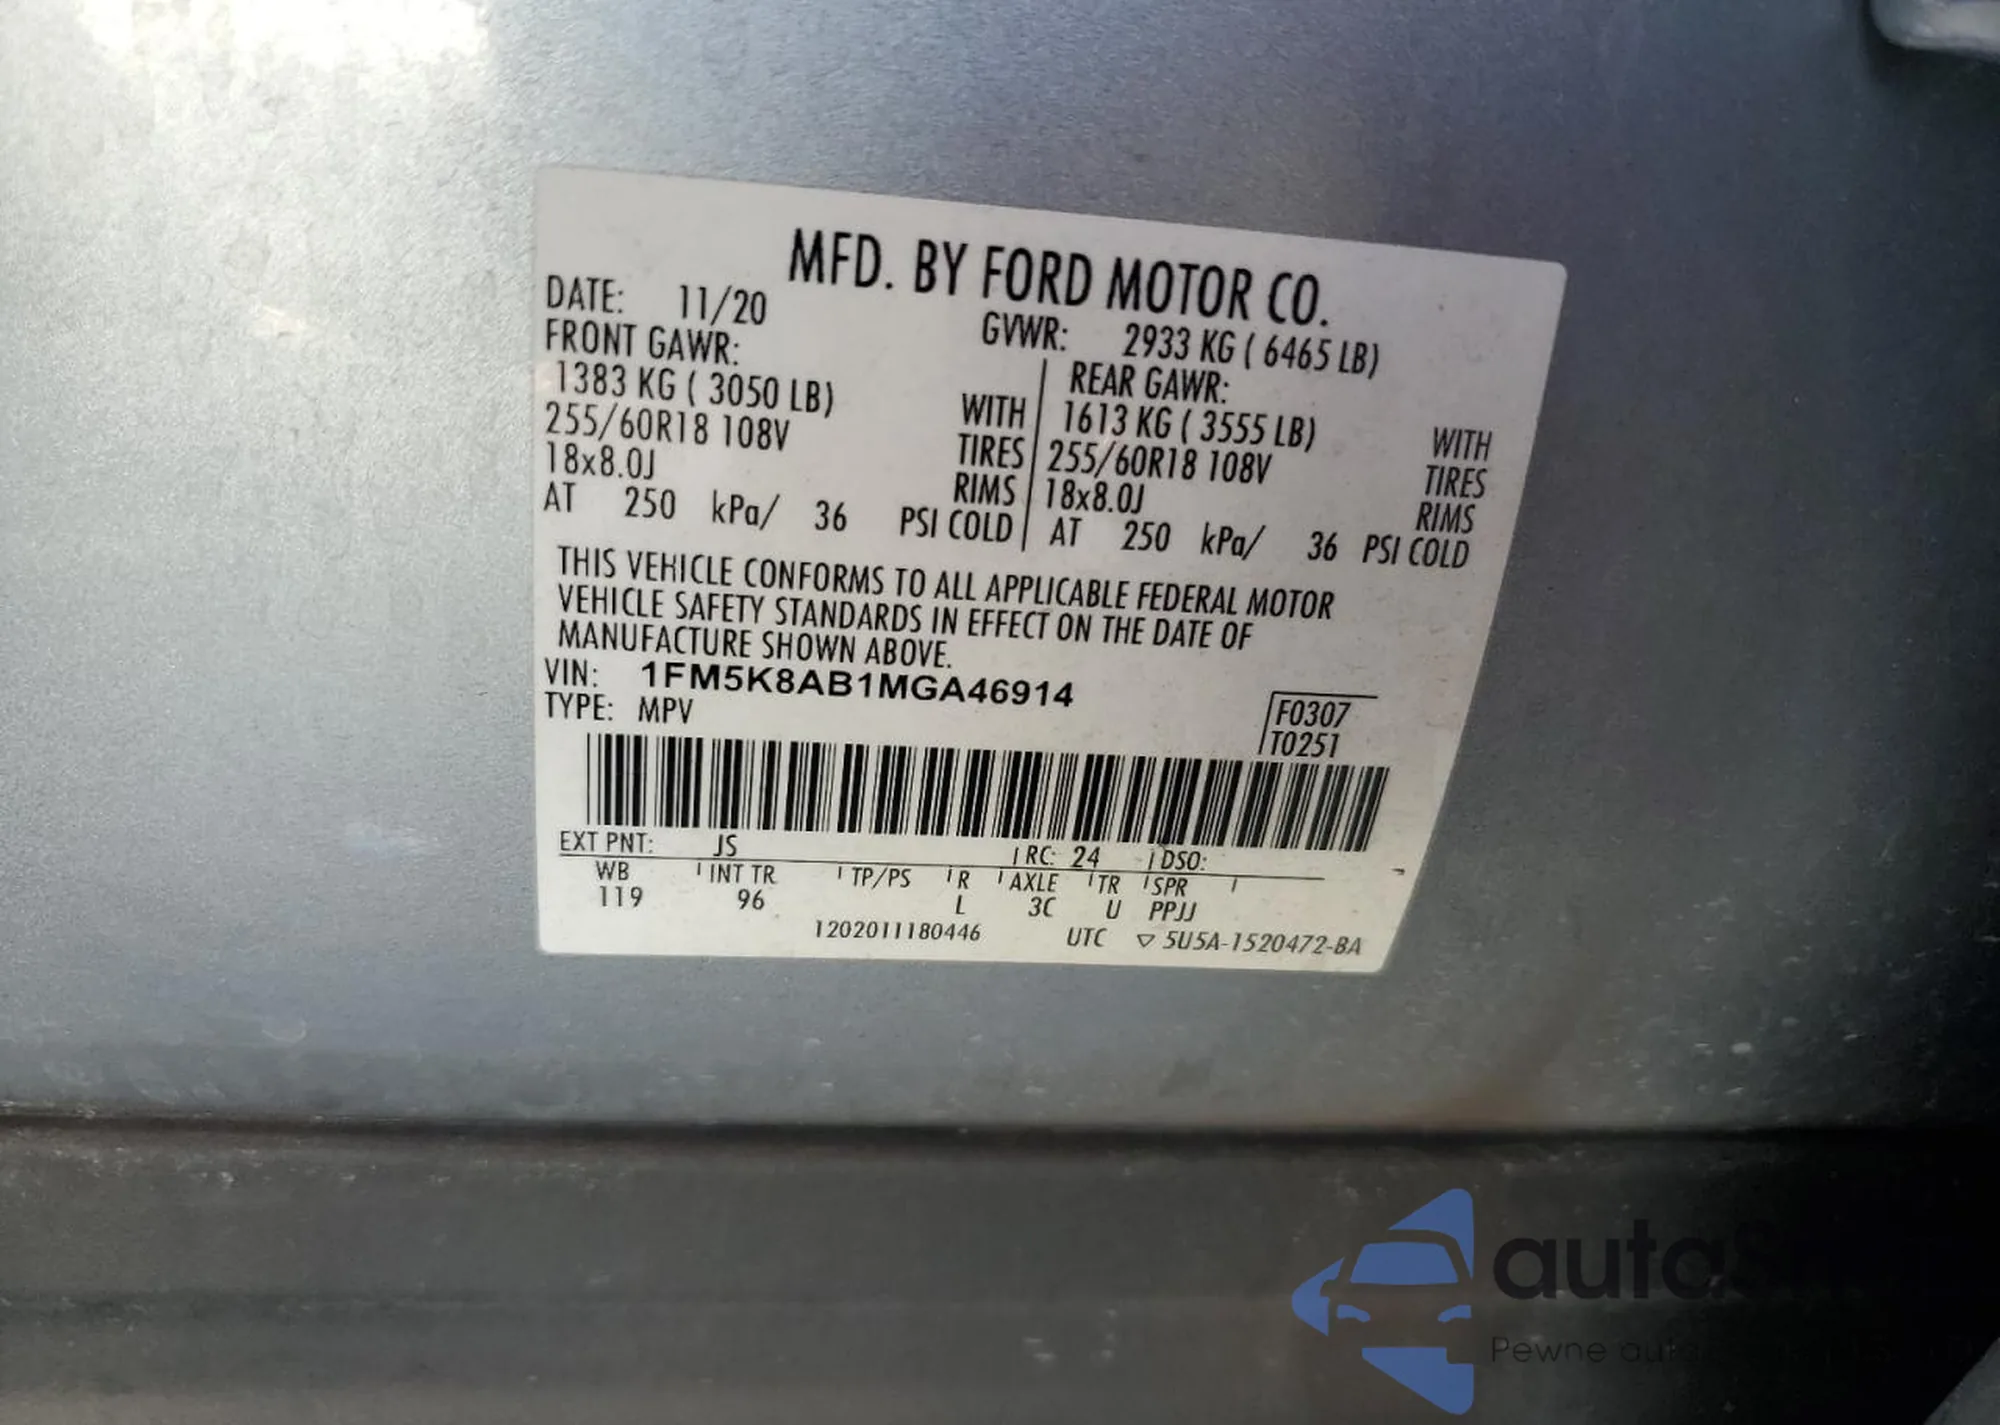 MFD. BY FORD MOTOR CO.
DATE: 11/20
GVWR: 2933 KG ( 6465 LB)
FRONT GAWR:
REAR GAWR:
1383 KG ( 3050 LB) WITH
1613 KG ( 3555 LB) WITH
255/60R18 108V TIRES
255/60R18 108V TIRES
18x8.0J RIMS
18x8.0J RIMS
AT 250 kPa/ 36 PSI COLD
AT 250 kPa/ 36 PSI COLD
THIS VEHICLE CONFORMS TO ALL APPLICABLE FEDERAL MOTOR
VEHICLE SAFETY STANDARDS IN EFFECT ON THE DATE OF
MANUFACTURE SHOWN ABOVE.
VIN: 1FM5K8AB1MGA46914
TYPE: MPV
F0307
T0251
EXT PNT: JS RC: 24 DSO:
WB INT TR TP/PS R AXLE TR SPR
119 96 L 3C U PPJJ
1202011180446 UTC ▽ 5U5A-1520472-BA
Pewne